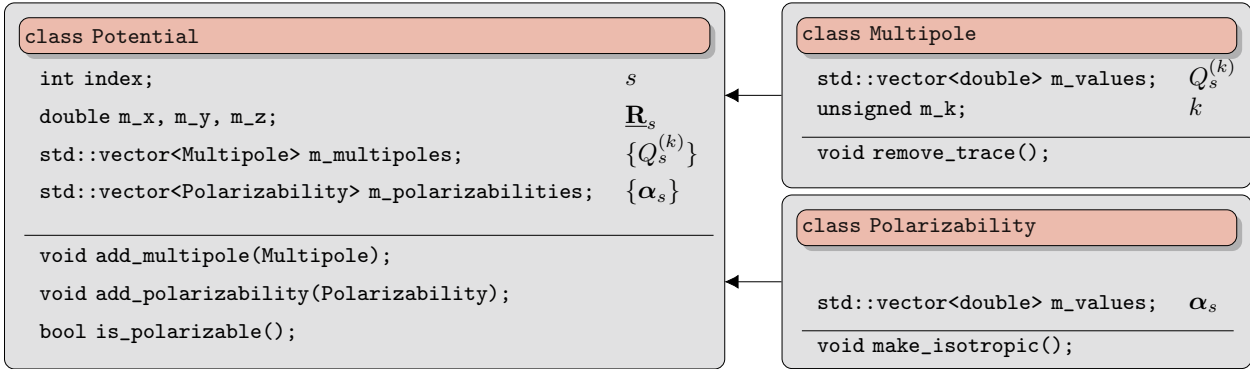 class Potential
int index; s
double m_x, m_y, m_z; R_s
std::vector<Multipole> m_multipoles; {Q_s^(k)}
std::vector<Polarizability> m_polarizabilities; {α_s}
void add_multipole(Multipole);
void add_polarizability(Polarizability);
bool is_polarizable();
class Multipole
std::vector<double> m_values; Q_s^(k)
unsigned m_k; k
void remove_trace();
class Polarizability
std::vector<double> m_values; α_s
void make_isotropic();